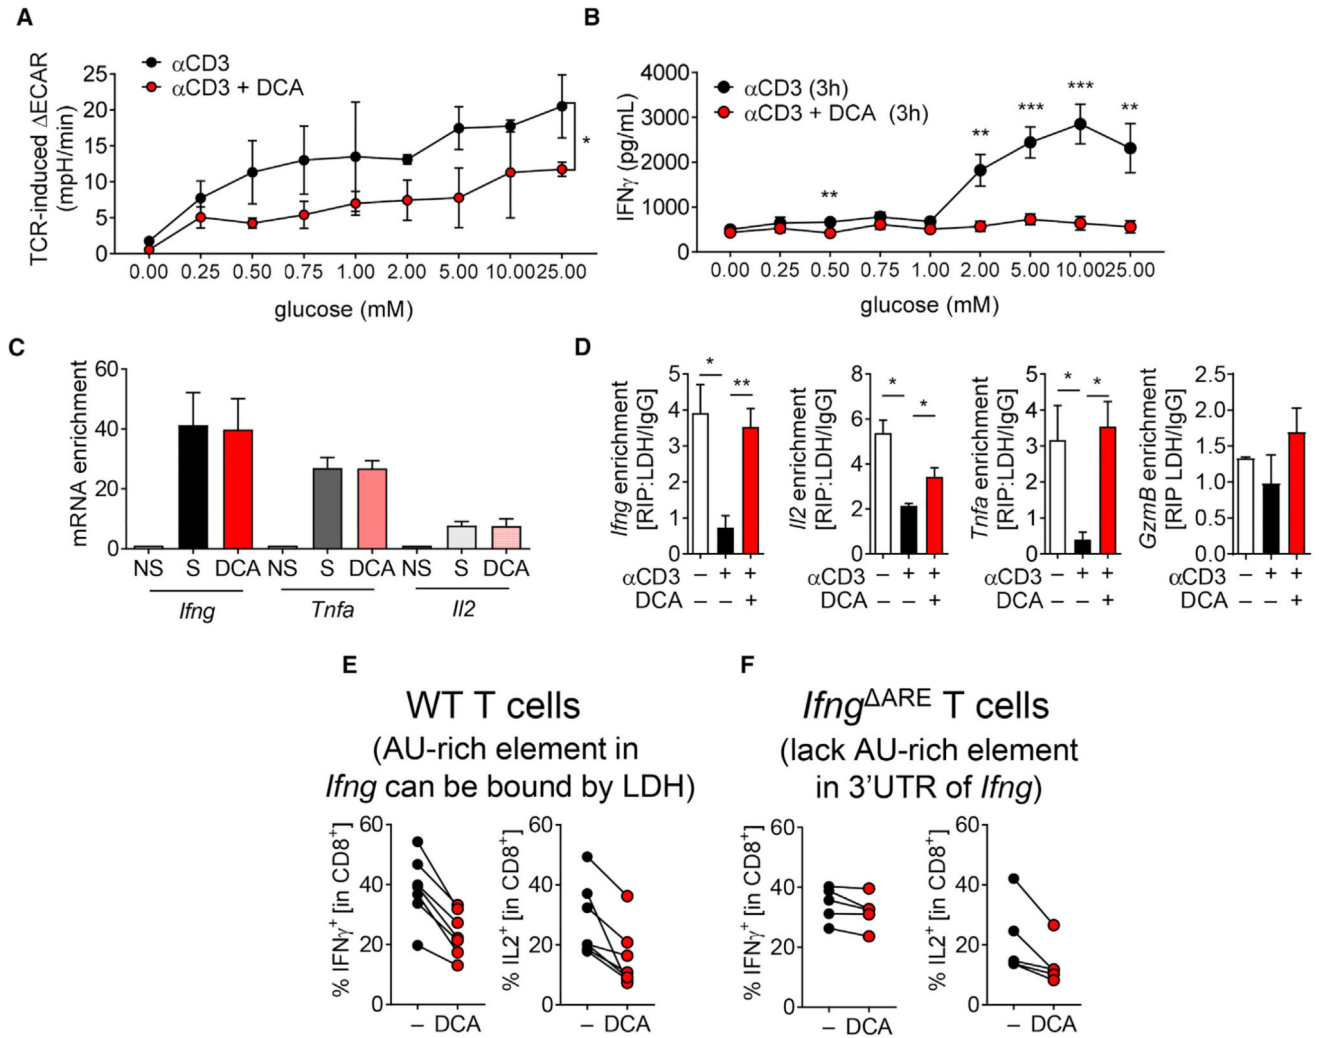 A
αCD3
αCD3 + DCA
TCR-induced ΔECAR
(mpH/min)
25
20
15
10
5
0
*
0.00 0.25 0.50 0.75 1.00 2.00 5.00 10.00 25.00
glucose (mM)
B
αCD3 (3h)
αCD3 + DCA (3h)
IFNγ (pg/mL)
4000
3000
2000
1000
0
** ** *** *** **
0.00 0.25 0.50 0.75 1.00 2.00 5.00 10.00 25.00
glucose (mM)
C
mRNA enrichment
60
40
20
0
NS S DCA NS S DCA NS S DCA
Ifng Tnfa Il2
D
Ifng enrichment
[RIP:LDH/IgG]
5
4
3
2
1
0
* **
αCD3 – + +
DCA – – +
Il2 enrichment
[RIP:LDH/IgG]
8
6
4
2
0
* *
αCD3 – + +
DCA – – +
Tnfa enrichment
[RIP:LDH/IgG]
5
4
3
2
1
0
* *
αCD3 – + +
DCA – – +
GzmB enrichment
[RIP LDH/IgG]
2.5
2.0
1.5
1.0
0.5
0.0
αCD3 – + +
DCA – – +
E
WT T cells
(AU-rich element in
Ifng can be bound by LDH)
% IFNγ+ [in CD8+]
60
40
20
0
– DCA
% IL2+ [in CD8+]
60
40
20
0
– DCA
F
IfngΔARE T cells
(lack AU-rich element
in 3'UTR of Ifng)
% IFNγ+ [in CD8+]
60
40
20
0
– DCA
% IL2+ [in CD8+]
60
40
20
0
– DCA